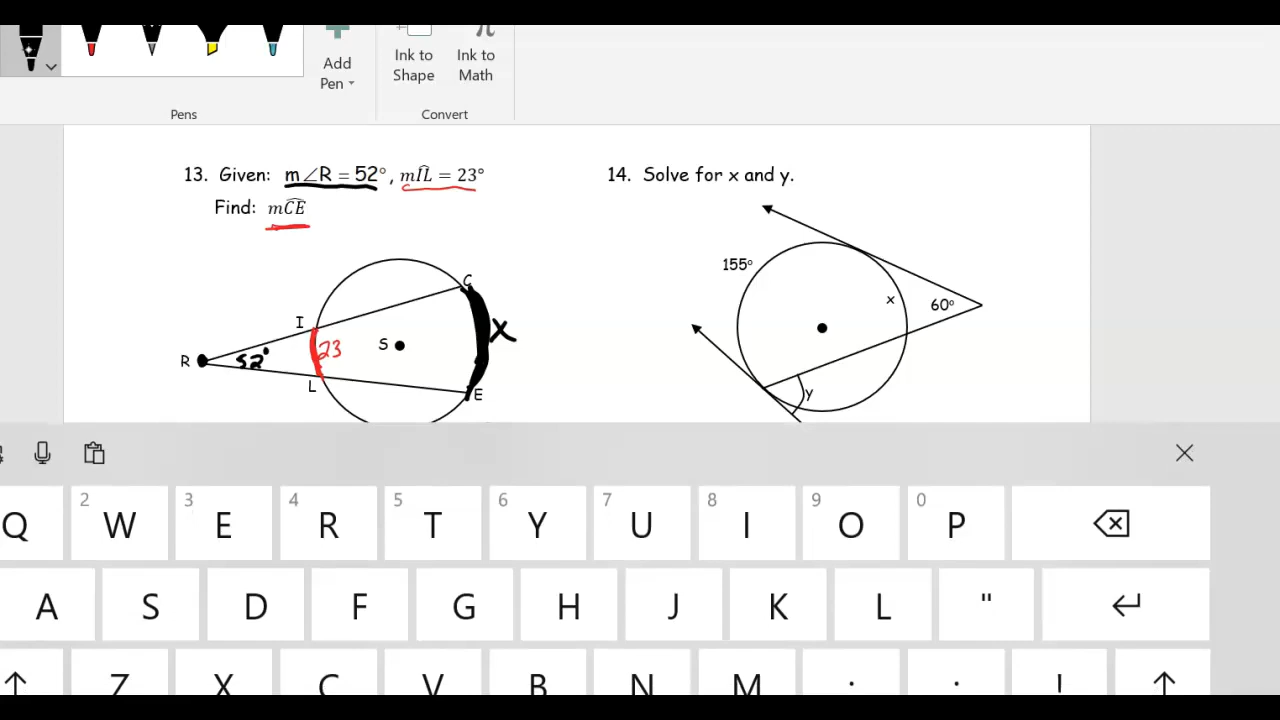 Add
Pen
Ink to
Shape
Ink to
Math
Pens
Convert
13. Given: m∠R = 52°, mIL = 23°
Find: mCE
14. Solve for x and y.
155°
C
x
60°
I
X
S
23
R
52°
L
E
y
Q 2 W 3 E 4 R 5 T 6 Y 7 U 8 I 9 O 0 P
A S D F G H J K L "
Z X C V B N M !